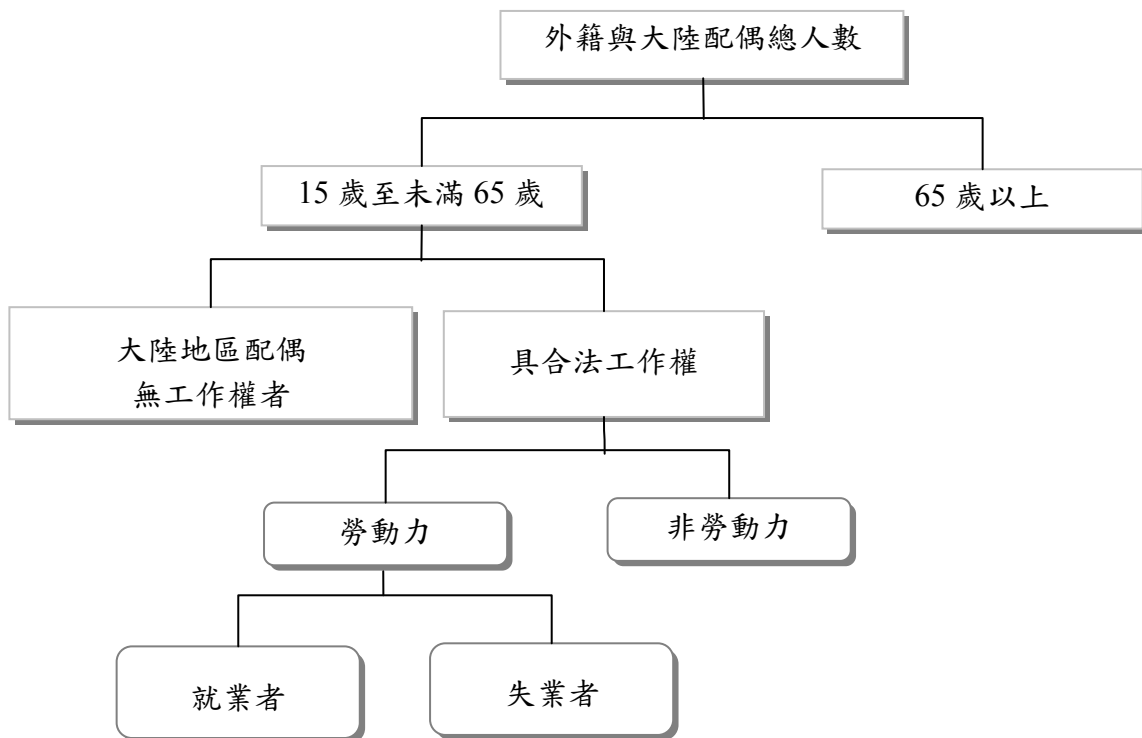 外籍與大陸配偶總人數
15 歲至未滿 65 歲
65 歲以上
大陸地區配偶
無工作權者
具合法工作權
勞動力
非勞動力
就業者
失業者